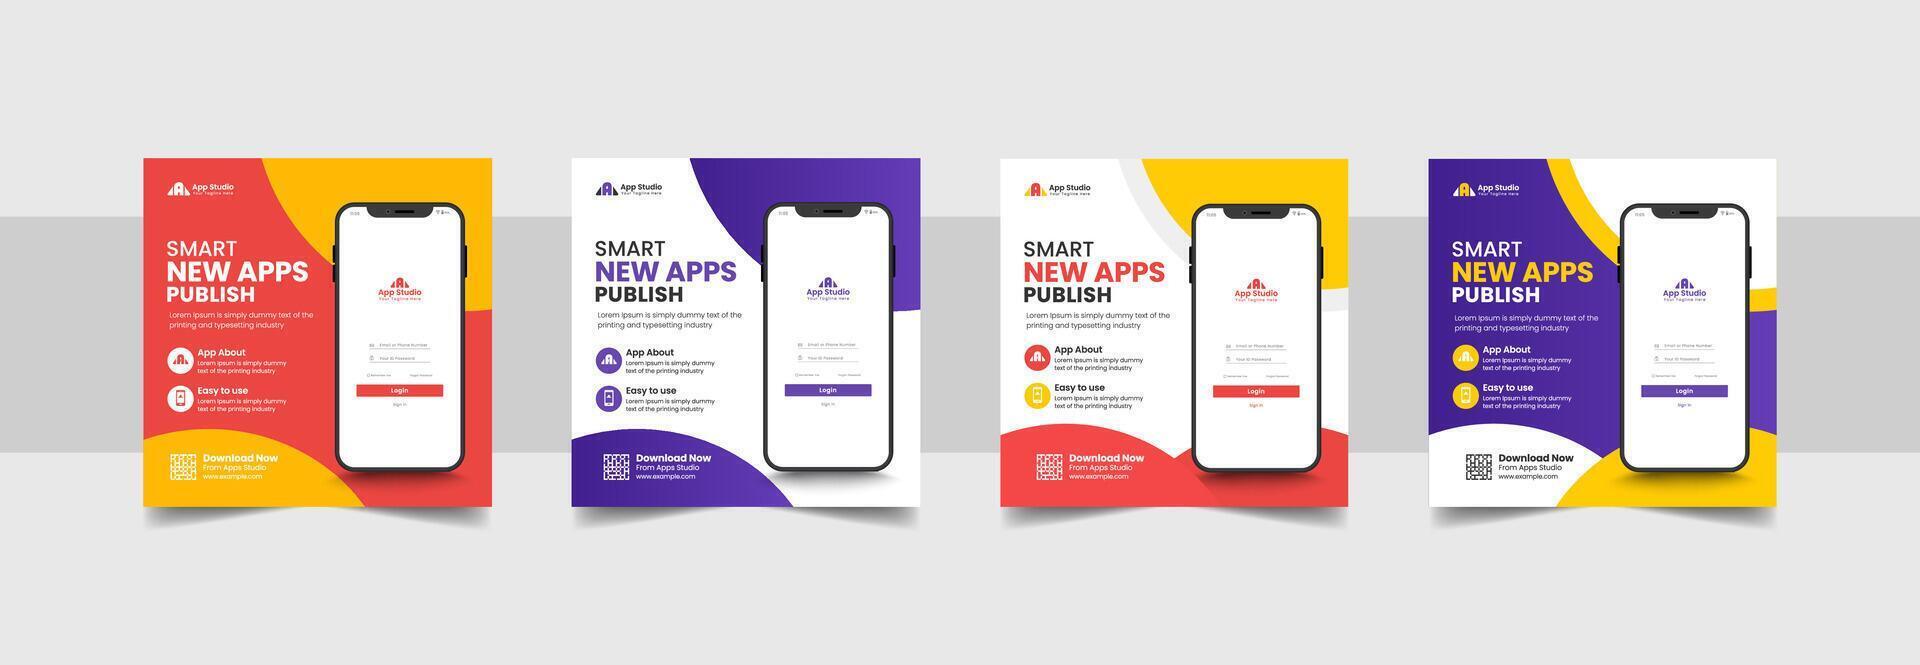 App Studio
Your Tagline Here
SMART
NEW APPS
PUBLISH
Lorem Ipsum is simply dummy text of the
printing and typesetting industry
App About
Lorem Ipsum is simply dummy
text of the printing industry
Easy to use
Lorem Ipsum is simply dummy
text of the printing industry
Download Now
From Apps Studio
www.example.com
11:05
App Studio
Your Tagline Here
Email or Phone Number
Your ID Password
Remember me Forgot Password
Login
Sign In
App Studio
Your Tagline Here
SMART
NEW APPS
PUBLISH
Lorem Ipsum is simply dummy text of the
printing and typesetting industry
App About
Lorem Ipsum is simply dummy
text of the printing industry
Easy to use
Lorem Ipsum is simply dummy
text of the printing industry
Download Now
From Apps Studio
www.example.com
11:05
App Studio
Your Tagline Here
Email or Phone Number
Your ID Password
Remember me Forgot Password
Login
Sign In
App Studio
Your Tagline Here
SMART
NEW APPS
PUBLISH
Lorem Ipsum is simply dummy text of the
printing and typesetting industry
App About
Lorem Ipsum is simply dummy
text of the printing industry
Easy to use
Lorem Ipsum is simply dummy
text of the printing industry
Download Now
From Apps Studio
www.example.com
11:05
App Studio
Your Tagline Here
Email or Phone Number
Your ID Password
Remember me Forgot Password
Login
Sign In
App Studio
Your Tagline Here
SMART
NEW APPS
PUBLISH
Lorem Ipsum is simply dummy text of the
printing and typesetting industry
App About
Lorem Ipsum is simply dummy
text of the printing industry
Easy to use
Lorem Ipsum is simply dummy
text of the printing industry
Download Now
From Apps Studio
www.example.com
11:05
App Studio
Your Tagline Here
Email or Phone Number
Your ID Password
Remember me Forgot Password
Login
Sign In